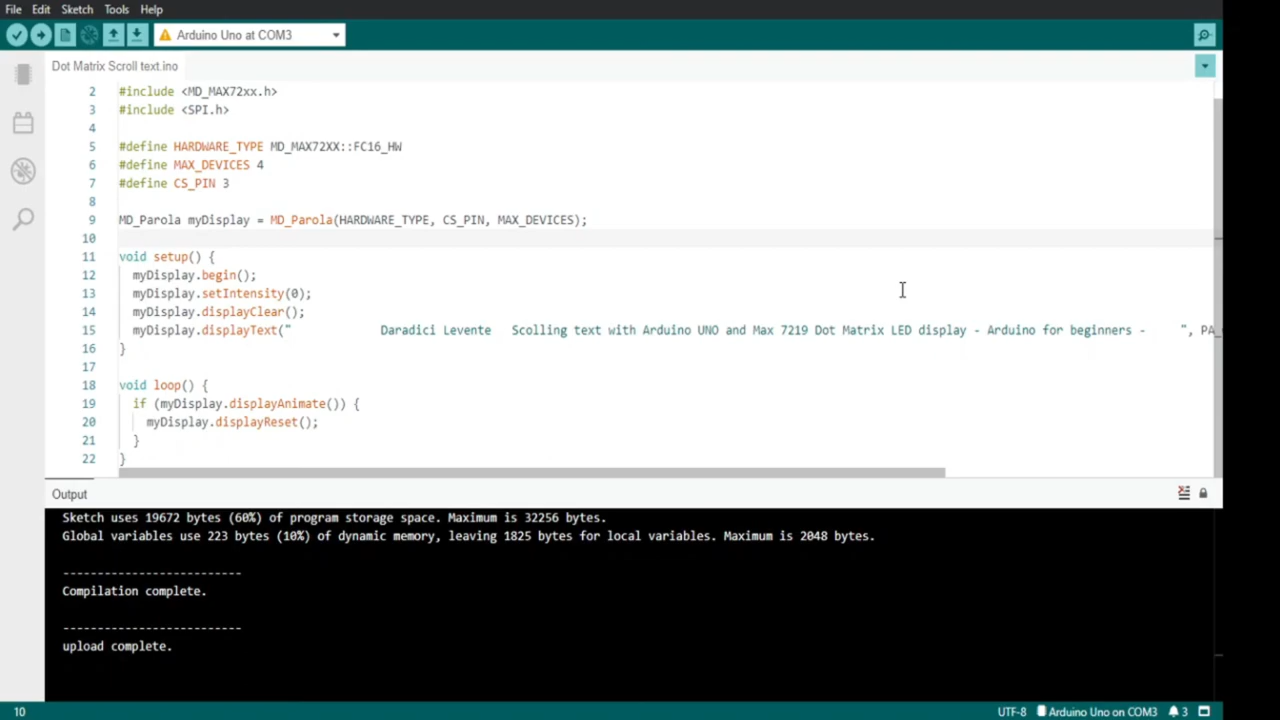 File Edit Sketch Tools Help
Arduino Uno at COM3
Dot Matrix Scroll text.ino
2 #include <MD_MAX72xx.h>
3 #include <SPI.h>
4
5 #define HARDWARE_TYPE MD_MAX72XX::FC16_HW
6 #define MAX_DEVICES 4
7 #define CS_PIN 3
8
9 MD_Parola myDisplay = MD_Parola(HARDWARE_TYPE, CS_PIN, MAX_DEVICES);
10
11 void setup() {
12 myDisplay.begin();
13 myDisplay.setIntensity(0);
14 myDisplay.displayClear();
15 myDisplay.displayText("             Daradici Levente   Scolling text with Arduino UNO and Max 7219 Dot Matrix LED display - Arduino for beginners -     ", PA_
16 }
17
18 void loop() {
19 if (myDisplay.displayAnimate()) {
20 myDisplay.displayReset();
21 }
22 }
Output
Sketch uses 19672 bytes (60%) of program storage space. Maximum is 32256 bytes.
Global variables use 223 bytes (10%) of dynamic memory, leaving 1825 bytes for local variables. Maximum is 2048 bytes.
--------------------------
Compilation complete.
--------------------------
upload complete.
10 UTF-8 Arduino Uno on COM3 3